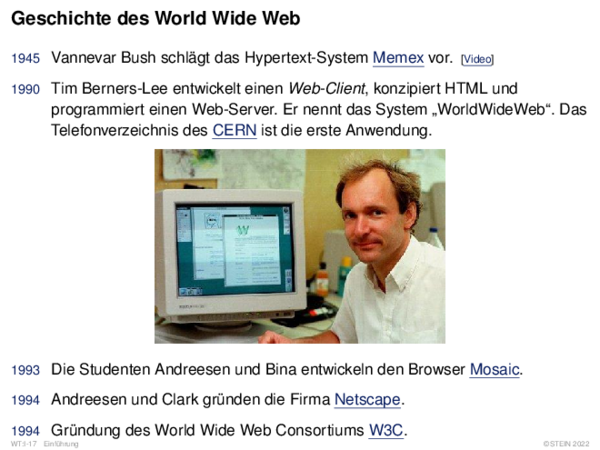 Geschichte des World Wide Web
1945 Vannevar Bush schlägt das Hypertext-System Memex vor. [Video]
1990 Tim Berners-Lee entwickelt einen Web-Client, konzipiert HTML und
programmiert einen Web-Server. Er nennt das System „WorldWideWeb“. Das
Telefonverzeichnis des CERN ist die erste Anwendung.
W
1993 Die Studenten Andreesen und Bina entwickeln den Browser Mosaic.
1994 Andreesen und Clark gründen die Firma Netscape.
1994 Gründung des World Wide Web Consortiums W3C.
WT:I-17 Einführung ©STEIN 2022